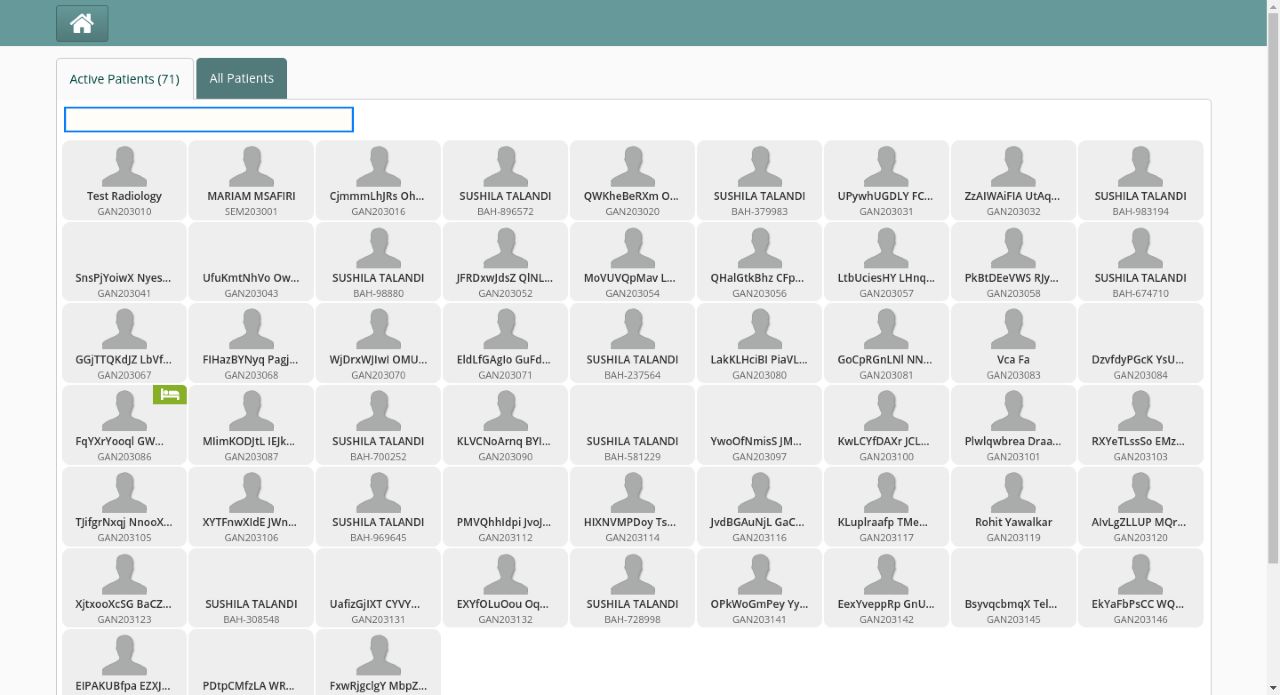 Active Patients (71)
All Patients
Test Radiology
GAN203010
MARIAM MSAFIRI
SEM203001
CjmmmLhJRs Oh...
GAN203016
SUSHILA TALANDI
BAH-896572
QWKheBeRXm O...
GAN203020
SUSHILA TALANDI
BAH-379983
UPywhUGDLY FC...
GAN203031
ZzAIWAiFIA UtAq...
GAN203032
SUSHILA TALANDI
BAH-983194
SnsPjYoiwX Nyes...
GAN203041
UfuKmtNhVo Ow...
GAN203043
SUSHILA TALANDI
BAH-98880
JFRDxwJdsZ QlNL...
GAN203052
MoVUVQpMav L...
GAN203054
QHalGtkBhz CFp...
GAN203056
LtbUciesHY LHnq...
GAN203057
PkBtDEeVWS RJy...
GAN203058
SUSHILA TALANDI
BAH-674710
GGjTTQKdJZ LbVf...
GAN203067
FIHazBYNyq Pagj...
GAN203068
WjDrxWJIwI OMU...
GAN203070
EldLfGAgIo GuFd...
GAN203071
SUSHILA TALANDI
BAH-237564
LakKLHciBI PiaVL...
GAN203080
GoCpRGnLNl NN...
GAN203081
Vca Fa
GAN203083
DzvfdyPGcK YsU...
GAN203084
FqYXrYooql GW...
GAN203086
MlimKODJtL IEJk...
GAN203087
SUSHILA TALANDI
BAH-700252
KLVCNoArnq BYI...
GAN203090
SUSHILA TALANDI
BAH-581229
YwoOfNmisS JM...
GAN203097
KwLCYfDAXr JCL...
GAN203100
Plwlqwbrea Draa...
GAN203101
RXYeTLssSo EMz...
GAN203103
TJifgrNxqj NnooX...
GAN203105
XYTFnwXIdE JWn...
GAN203106
SUSHILA TALANDI
BAH-969645
PMVQhhIdpi JvoJ...
GAN203112
HIXNVMPDoy Ts...
GAN203114
JvdBGAuNjL GaC...
GAN203116
KLuplraafp TMe...
GAN203117
Rohit Yawalkar
GAN203119
AIvLgZLLUP MQr...
GAN203120
XjtxooXcSG BaCZ...
GAN203123
SUSHILA TALANDI
BAH-308548
UafizGjIXT CYVY...
GAN203131
EXYfOLuOou Oq...
GAN203132
SUSHILA TALANDI
BAH-728998
OPkWoGmPey Yy...
GAN203141
EexYveppRp GnU...
GAN203142
BsyvqcbmqX Tel...
GAN203145
EkYaFbPsCC WQ...
GAN203146
EIPAKUBfpa EZXJ...
PDtpCMfzLA WR...
FxwRjgclgY MbpZ...